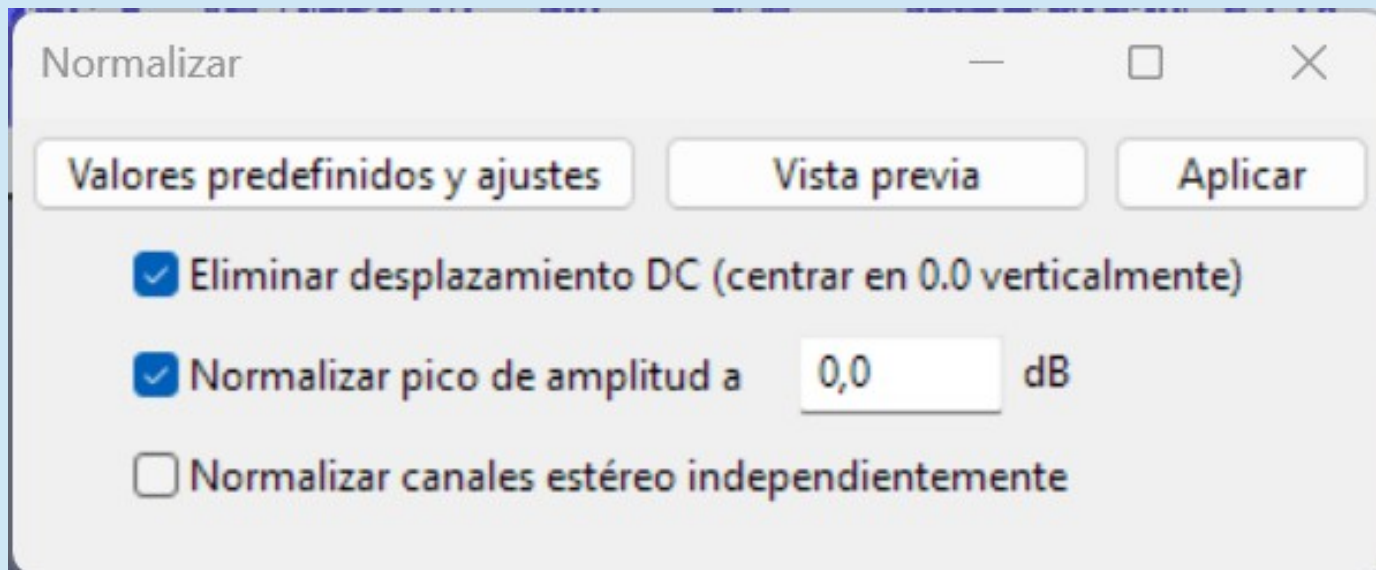 Normalizar
Valores predefinidos y ajustes Vista previa Aplicar
Eliminar desplazamiento DC (centrar en 0.0 verticalmente)
Normalizar pico de amplitud a 0,0 dB
Normalizar canales estéreo independientemente